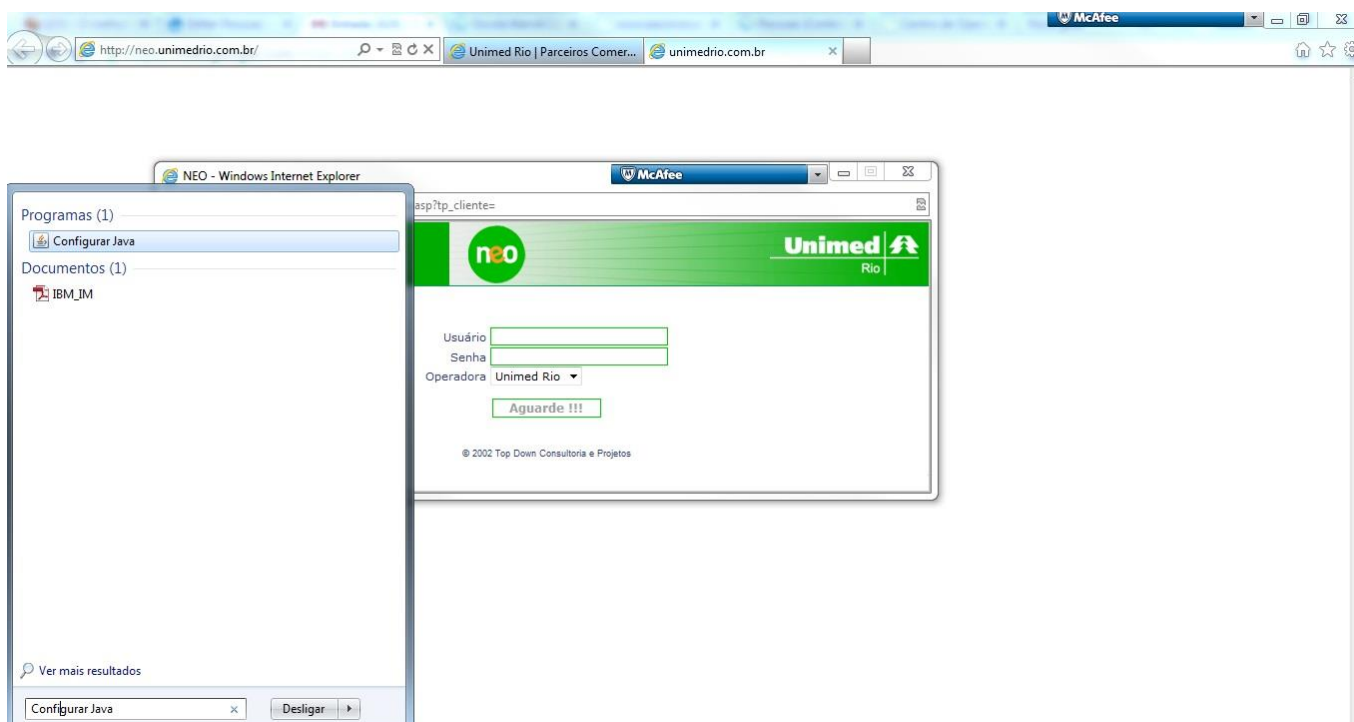 McAfee
http://neo.unimedrio.com.br/
Unimed Rio | Parceiros Comer...
unimedrio.com.br
NEO - Windows Internet Explorer
McAfee
asp?tp_cliente=
neo
Unimed
Rio
Usuário
Senha
Operadora Unimed Rio
Aguarde !!!
© 2002 Top Down Consultoria e Projetos
Programas (1)
Configurar Java
Documentos (1)
IBM_IM
Ver mais resultados
Configurar Java
Desligar